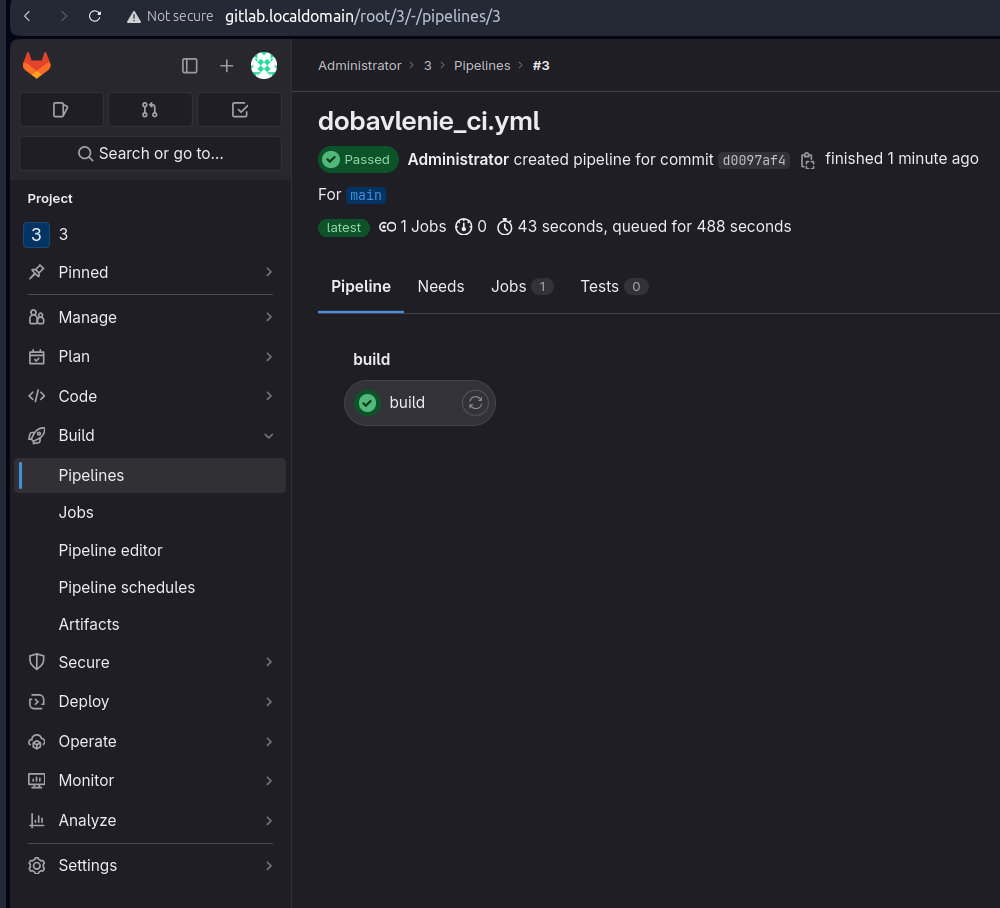 Not secure gitlab.localdomain/root/3/-/pipelines/3
Administrator 3 Pipelines #3
dobavlenie_ci.yml
Passed Administrator created pipeline for commit d0097af4 finished 1 minute ago
For main
latest 1 Jobs 0 43 seconds, queued for 488 seconds
Pipeline Needs Jobs 1 Tests 0
build
build
Search or go to...
Project
3 3
Pinned
Manage
Plan
Code
Build
Pipelines
Jobs
Pipeline editor
Pipeline schedules
Artifacts
Secure
Deploy
Operate
Monitor
Analyze
Settings